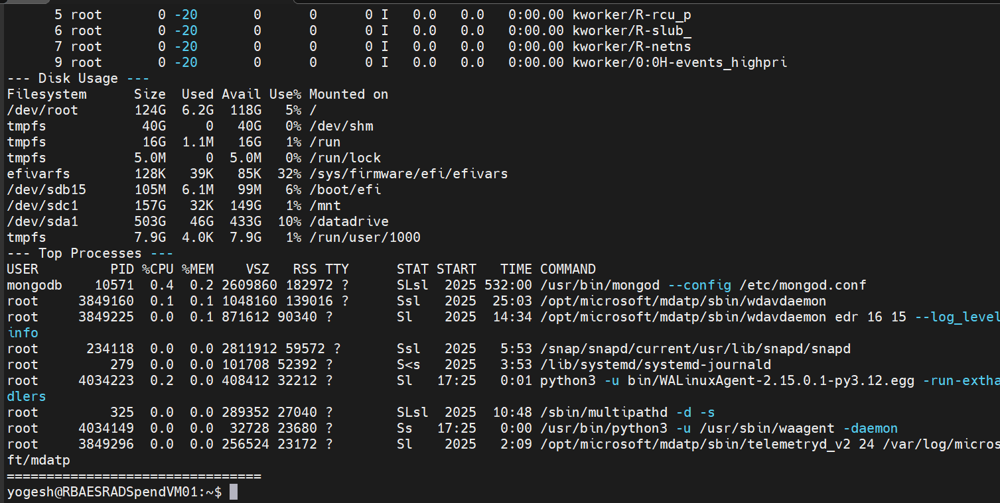 5 root       0 -20       0      0      0 I   0.0   0.0   0:00.00 kworker/R-rcu_p
      6 root       0 -20       0      0      0 I   0.0   0.0   0:00.00 kworker/R-slub_
      7 root       0 -20       0      0      0 I   0.0   0.0   0:00.00 kworker/R-netns
      9 root       0 -20       0      0      0 I   0.0   0.0   0:00.00 kworker/0:0H-events_highpri
--- Disk Usage ---
Filesystem      Size  Used Avail Use% Mounted on
/dev/root       124G  6.2G  118G   5% /
tmpfs            40G     0   40G   0% /dev/shm
tmpfs            16G  1.1M   16G   1% /run
tmpfs           5.0M     0  5.0M   0% /run/lock
efivarfs        128K   39K   85K  32% /sys/firmware/efi/efivars
/dev/sdb15      105M  6.1M   99M   6% /boot/efi
/dev/sdc1       157G   32K  149G   1% /mnt
/dev/sda1       503G   46G  433G  10% /datadrive
tmpfs           7.9G  4.0K  7.9G   1% /run/user/1000
--- Top Processes ---
USER         PID %CPU %MEM    VSZ   RSS TTY      STAT START   TIME COMMAND
mongodb    10571  0.4  0.2 2609860 182972 ?      SLsl  2025 532:00 /usr/bin/mongod --config /etc/mongod.conf
root     3849160  0.1  0.1 1048160 139016 ?      Ssl   2025  25:03 /opt/microsoft/mdatp/sbin/wdavdaemon
root     3849225  0.0  0.1 871612 90340 ?        Sl    2025  14:34 /opt/microsoft/mdatp/sbin/wdavdaemon edr 16 15 --log_level
info
root      234118  0.0  0.0 2811912 59572 ?       Ssl   2025   5:53 /snap/snapd/current/usr/lib/snapd/snapd
root         279  0.0  0.0 101708 52392 ?        S<s   2025   3:53 /lib/systemd/systemd-journald
root     4034223  0.2  0.0 408412 32212 ?        Sl   17:25   0:01 python3 -u bin/WALinuxAgent-2.15.0.1-py3.12.egg -run-extha
dlers
root         325  0.0  0.0 289352 27040 ?        SLsl  2025  10:48 /sbin/multipathd -d -s
root     4034149  0.0  0.0  32728 23680 ?        Ss   17:25   0:00 /usr/bin/python3 -u /usr/sbin/waagent -daemon
root     3849296  0.0  0.0 256524 23172 ?        Sl    2025   2:09 /opt/microsoft/mdatp/sbin/telemetryd_v2 24 /var/log/micros
ft/mdatp
================================
yogesh@RBAESRADSpendVM01:~$